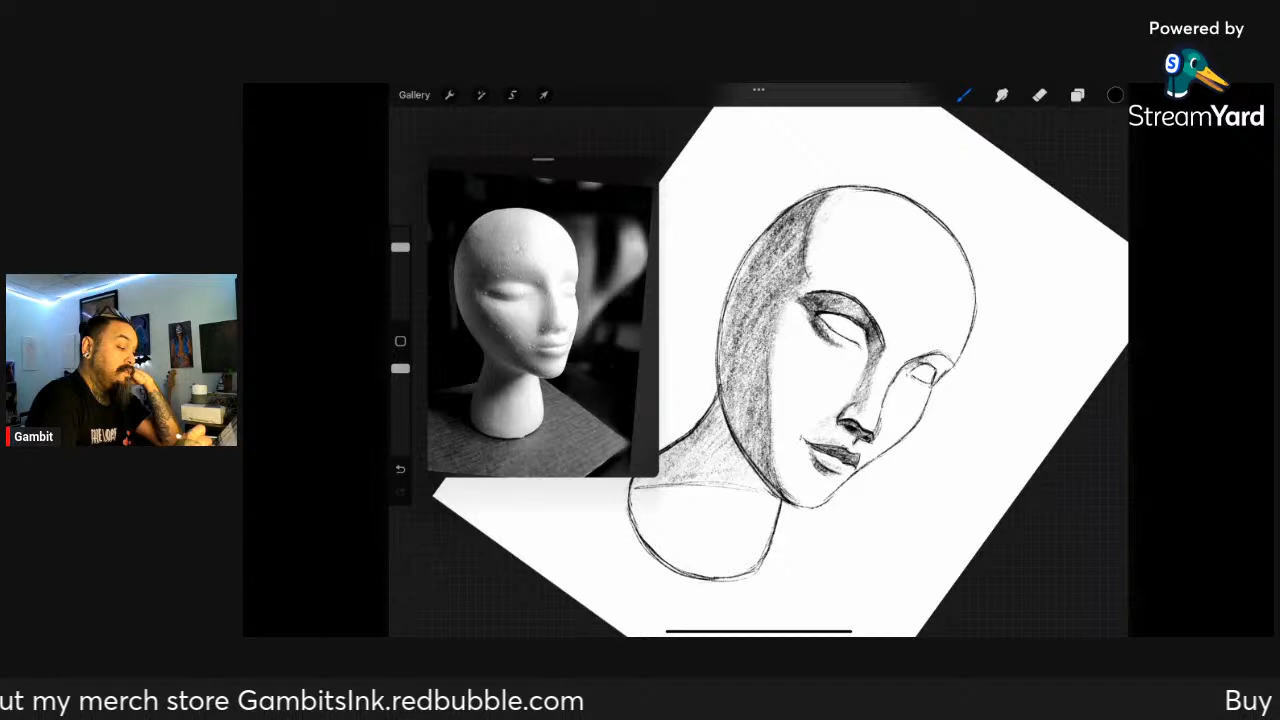 Powered by
S
StreamYard
Gallery
S
Gambit
ut my merch store GambitsInk.redbubble.com
Buy